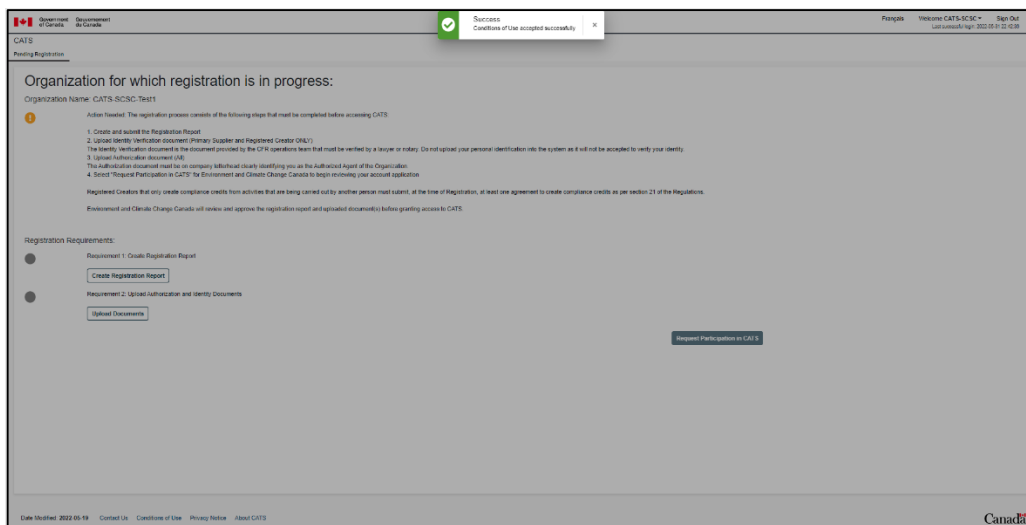 Government of Canada
Gouvernement du Canada
Success
Conditions of Use accepted successfully
×
Français
Welcome CATS-SCSC
Sign Out
Last successful login: 2022-05-31 22:42:06
CATS
Pending Registration
Organization for which registration is in progress:
Organization Name: CATS-SCSC-Test1
Action Needed: The registration process consists of the following steps that must be completed before accessing CATS:
1. Create and submit the Registration Report
2. Upload Identity Verification document (Primary Supplier and Registered Creator ONLY)
The Identity Verification document is the document provided by the CFR operations team that must be verified by a lawyer or notary. Do not upload your personal identification into the system as it will not be accepted to verify your identity.
3. Upload Authorization document (All)
The Authorization document must be on company letterhead clearly identifying you as the Authorized Agent of the Organization.
4. Select "Request Participation in CATS" for Environment and Climate Change Canada to begin reviewing your account application
Registered Creators that only create compliance credits from activities that are being carried out by another person must submit, at the time of Registration, at least one agreement to create compliance credits as per section 21 of the Regulations.
Environment and Climate Change Canada will review and approve the registration report and uploaded document(s) before granting access to CATS.
Registration Requirements:
Requirement 1: Create Registration Report
Create Registration Report
Requirement 2: Upload Authorization and Identity Documents
Upload Documents
Request Participation in CATS
Date Modified 2022-05-19
Contact Us
Conditions of Use
Privacy Notice
About CATS
Canada